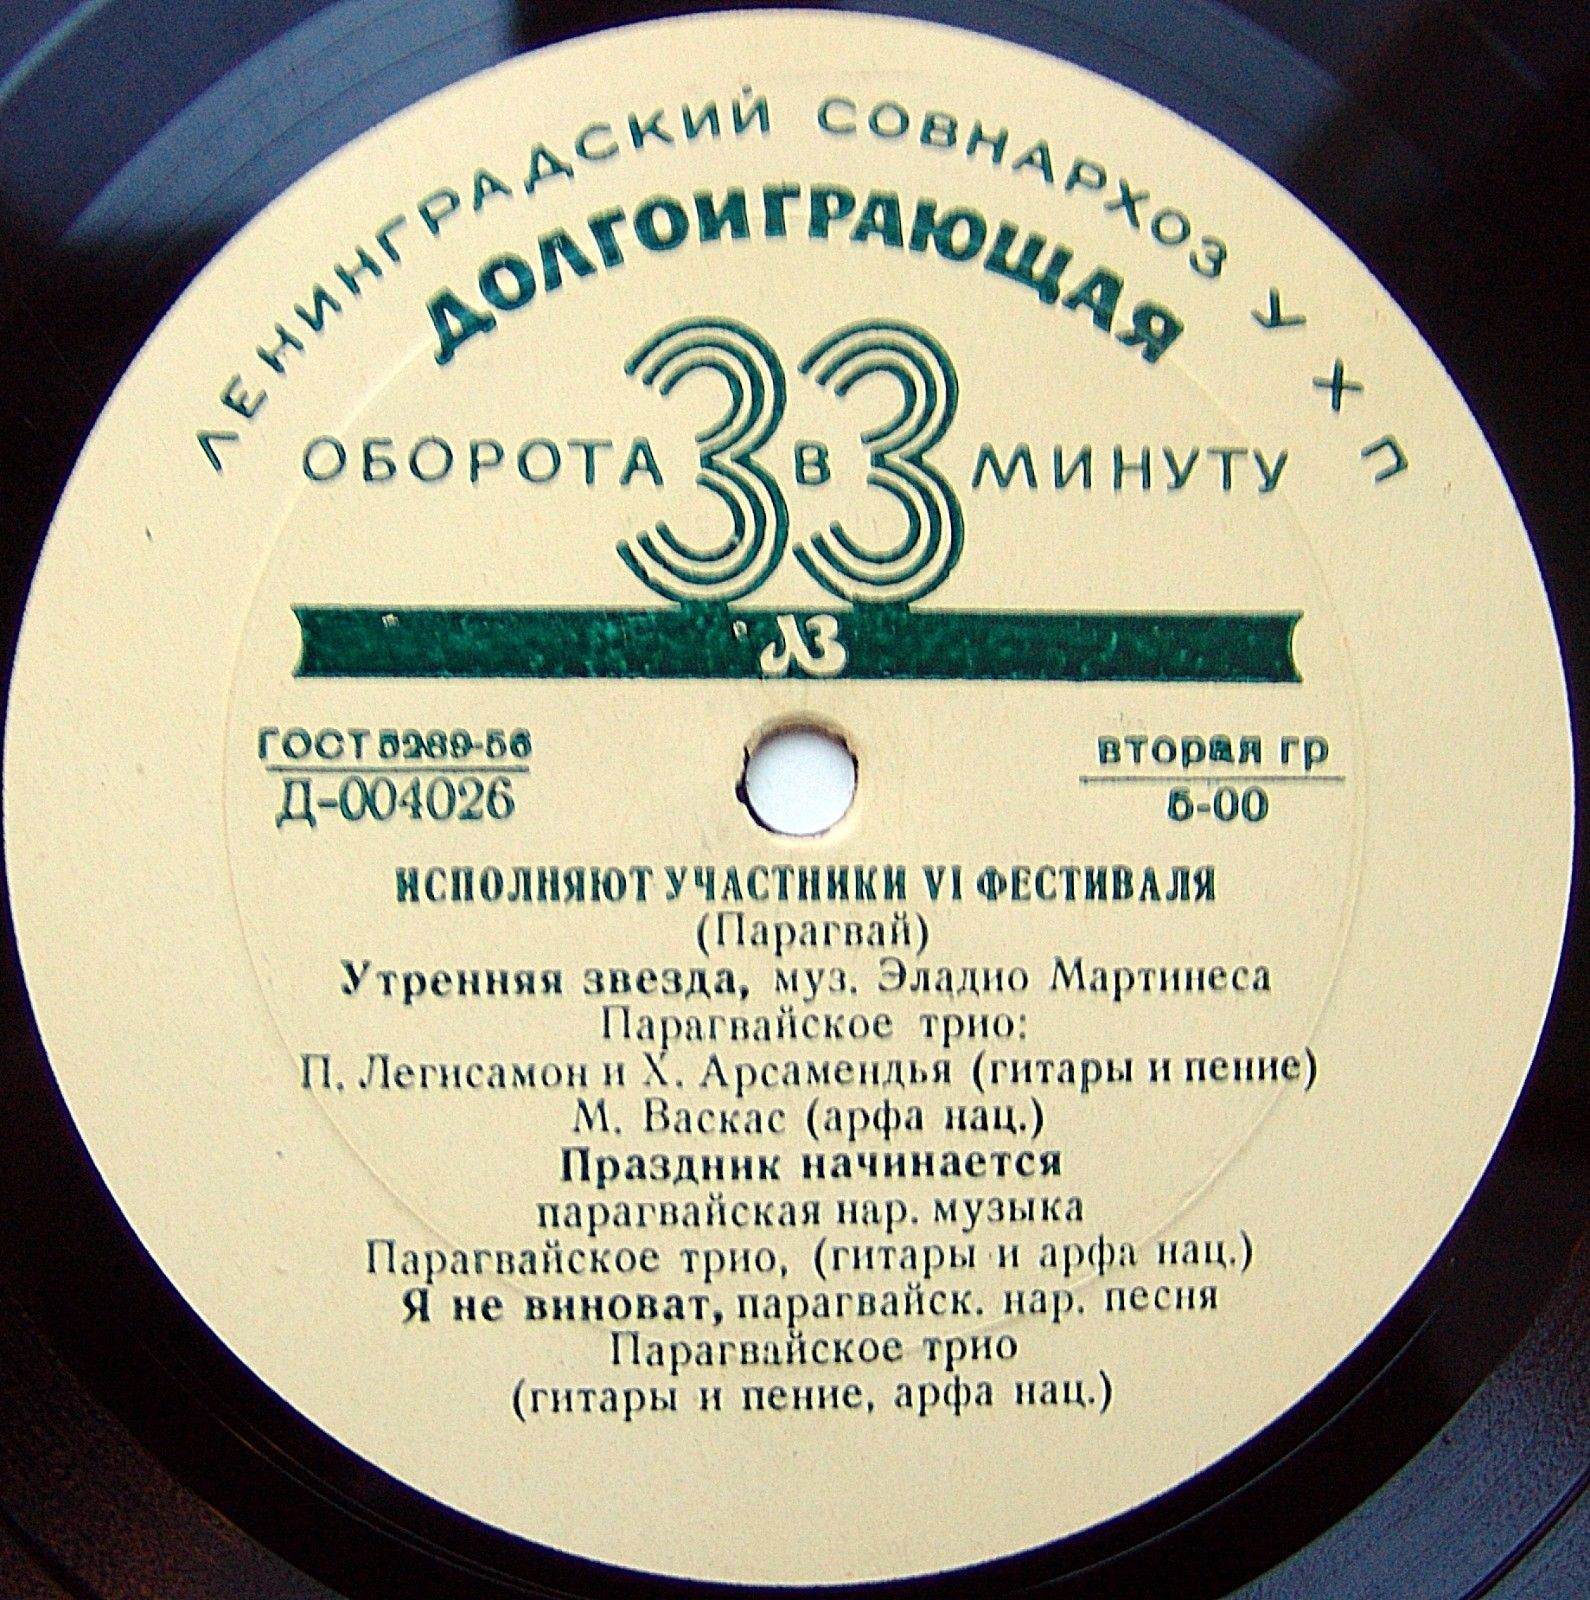 ЛЕНИНГРАДСКИЙ СОВНАРХОЗ УХП
ДОЛГОИГРАЮЩАЯ
33
ОБОРОТА В МИНУТУ
ЛЗ
ГОСТ 5289-56
Д-004026
вторая гр
5-00
ИСПОЛНЯЮТ УЧАСТНИКИ VI ФЕСТИВАЛЯ
(Парагвай)
Утренняя звезда, муз. Эладио Мартинеса
Парагвайское трио:
П. Легисамон и Х. Арсамендья (гитары и пение)
М. Васкас (арфа нац.)
Праздник начинается
парагвайская нар. музыка
Парагвайское трио, (гитары и арфа нац.)
Я не виноват, парагвайск. нар. песня
Парагвайское трио
(гитары и пение, арфа нац.)